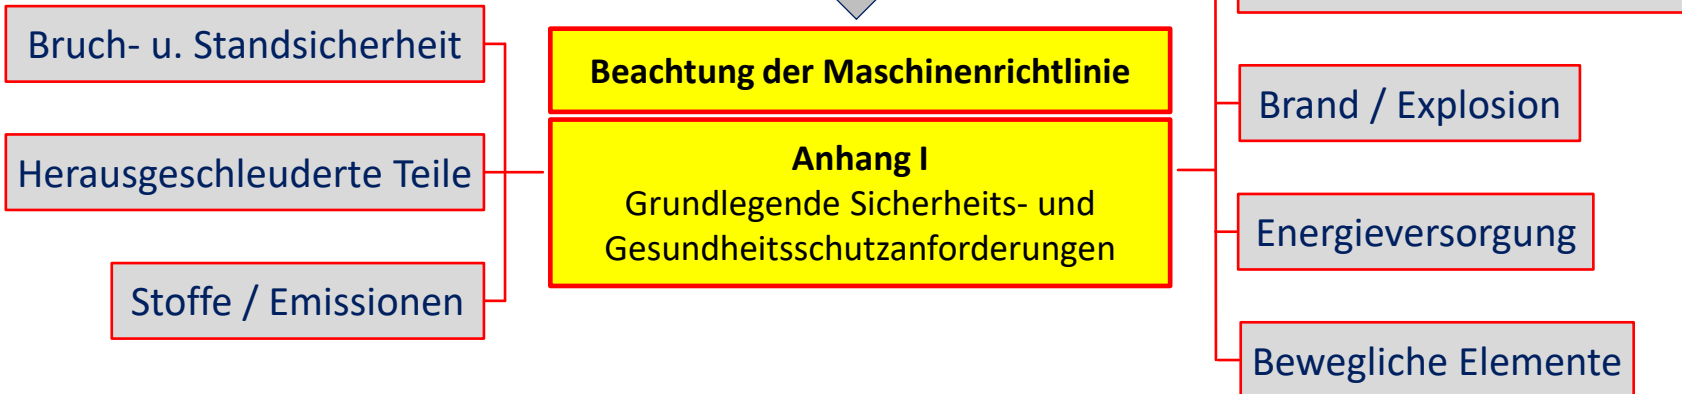 Bruch- u. Standsicherheit
Herausgeschleuderte Teile
Stoffe / Emissionen
Beachtung der Maschinenrichtlinie
Anhang I
Grundlegende Sicherheits- und
Gesundheitsschutzanforderungen
Brand / Explosion
Energieversorgung
Bewegliche Elemente